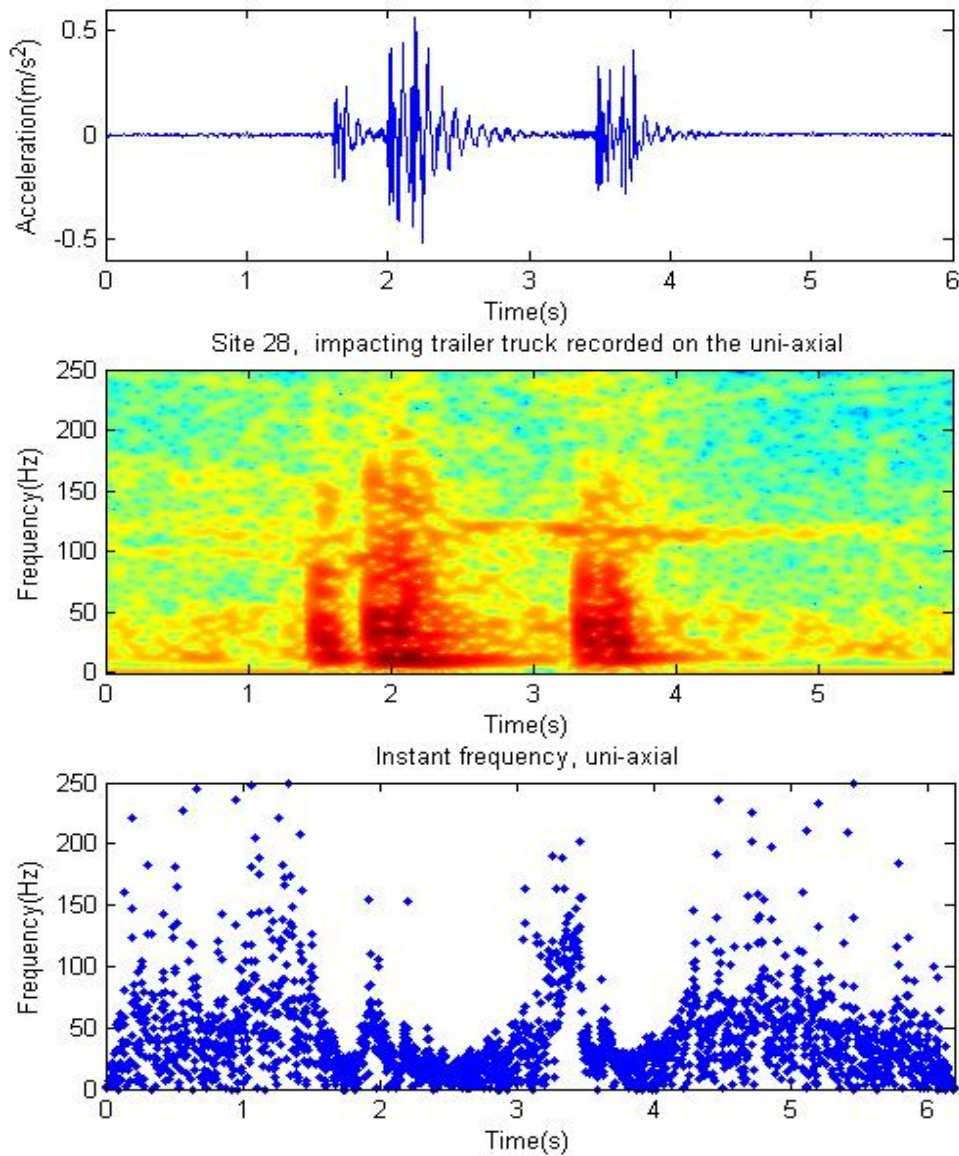 Acceleration(m/s²)
0.5
0
-0.5
0 1 2 3 4 5 6
Time(s)
Site 28, impacting trailer truck recorded on the uni-axial
Frequency(Hz)
250
200
150
100
50
0
0 1 2 3 4 5
Time(s)
Instant frequency, uni-axial
Frequency(Hz)
250
200
150
100
50
0
0 1 2 3 4 5 6
Time(s)